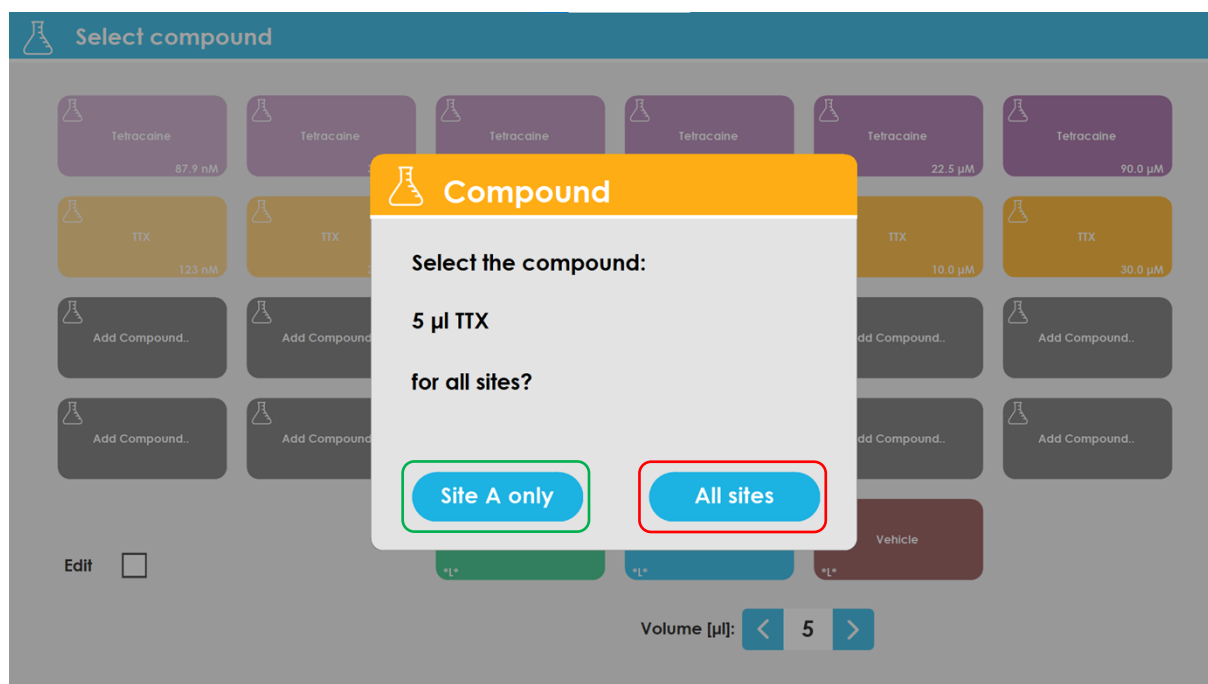 Select compound
Tetracaine
Tetracaine
Tetracaine
Tetracaine
Tetracaine
Tetracaine
87.9 nM
22.5 µM
90.0 µM
Compound
TTX
TTX
TTX
TTX
123 nM
10.0 µM
30.0 µM
Select the compound:
5 µl TTX
for all sites?
Add Compound..
Add Compound
dd Compound..
Add Compound..
Add Compound..
Add Compound
dd Compound..
Add Compound..
Site A only
All sites
Vehicle
Edit
*L*
*L*
*L*
Volume [µl]:
5